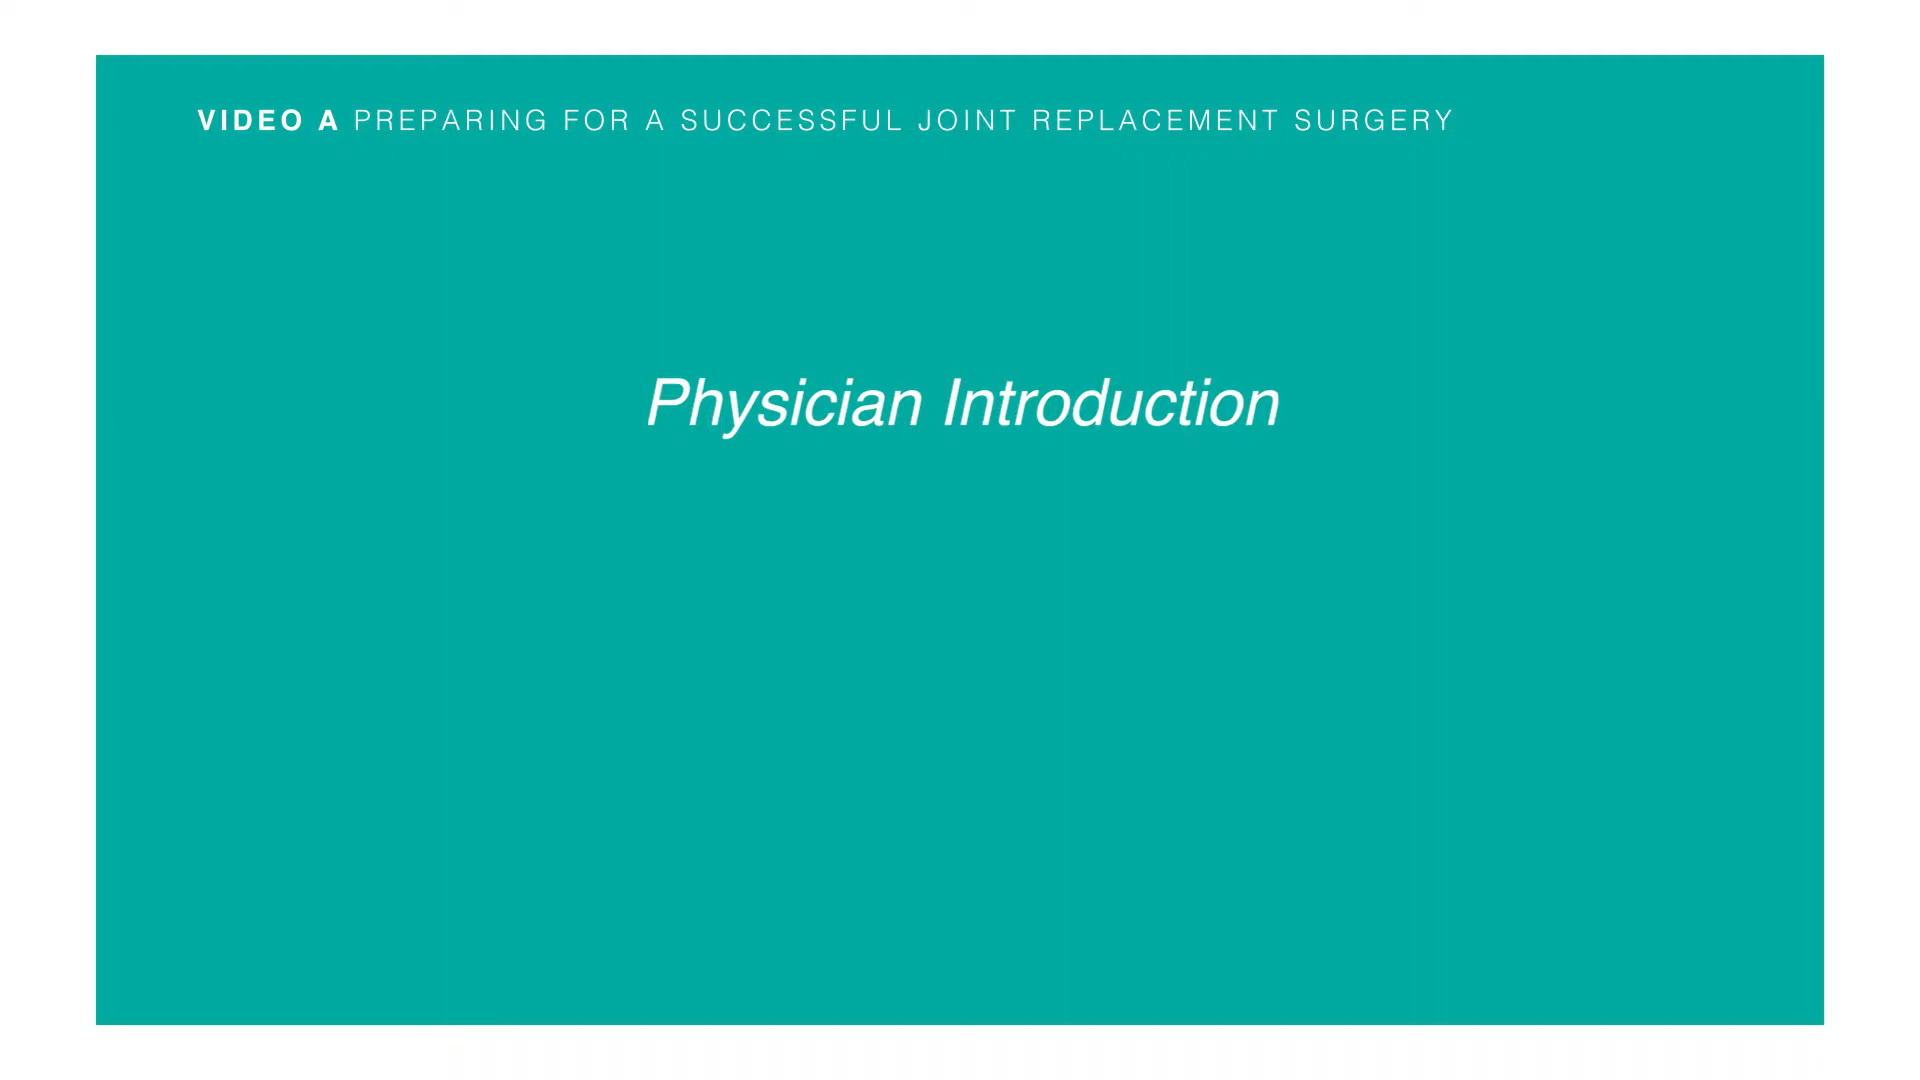 VIDEO A PREPARING FOR A SUCCESSFUL JOINT REPLACEMENT SURGERY
Physician Introduction